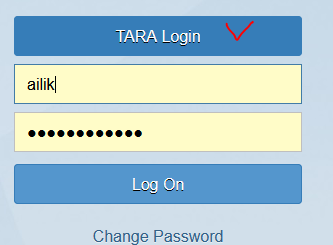 TARA Login
ailik
••••••••••••
Log On
Change Password